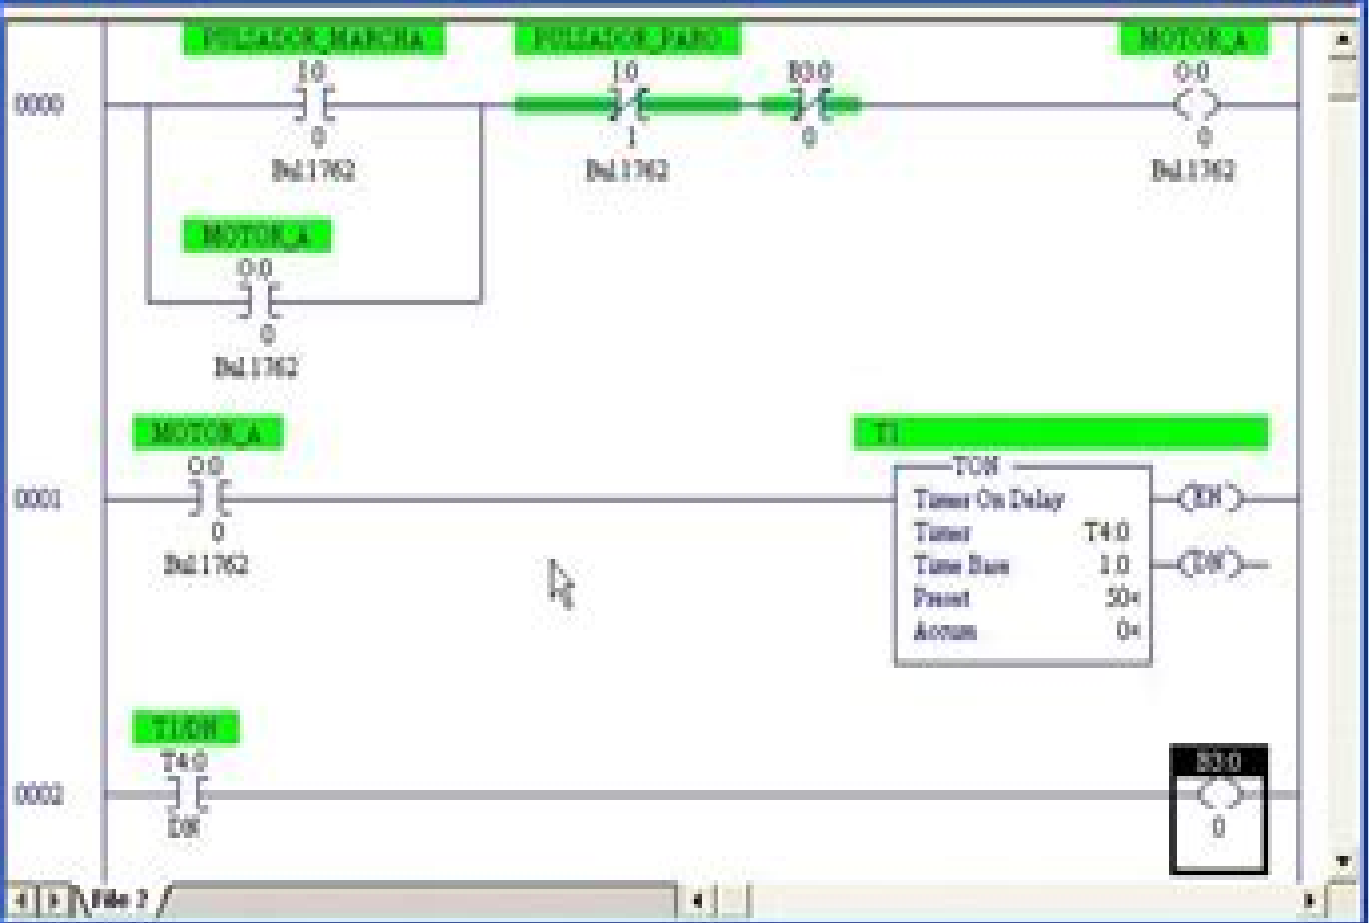 PULSADOR_MARCHA PULSADOR_PARO MOTOR_A
I:0 I:0 B3:0 O:0
0000
0 1 0 0
Bul.1762 Bul.1762 Bul.1762
MOTOR_A
O:0
0
Bul.1762
MOTOR_A T1
O:0 TON
0001 Timer On Delay EN
0 Timer T4:0
Bul.1762 Time Base 1.0 DN
Preset 50<
Accum 0<
T1/DN
T4:0 B3:0
0002
DN 0
File 2